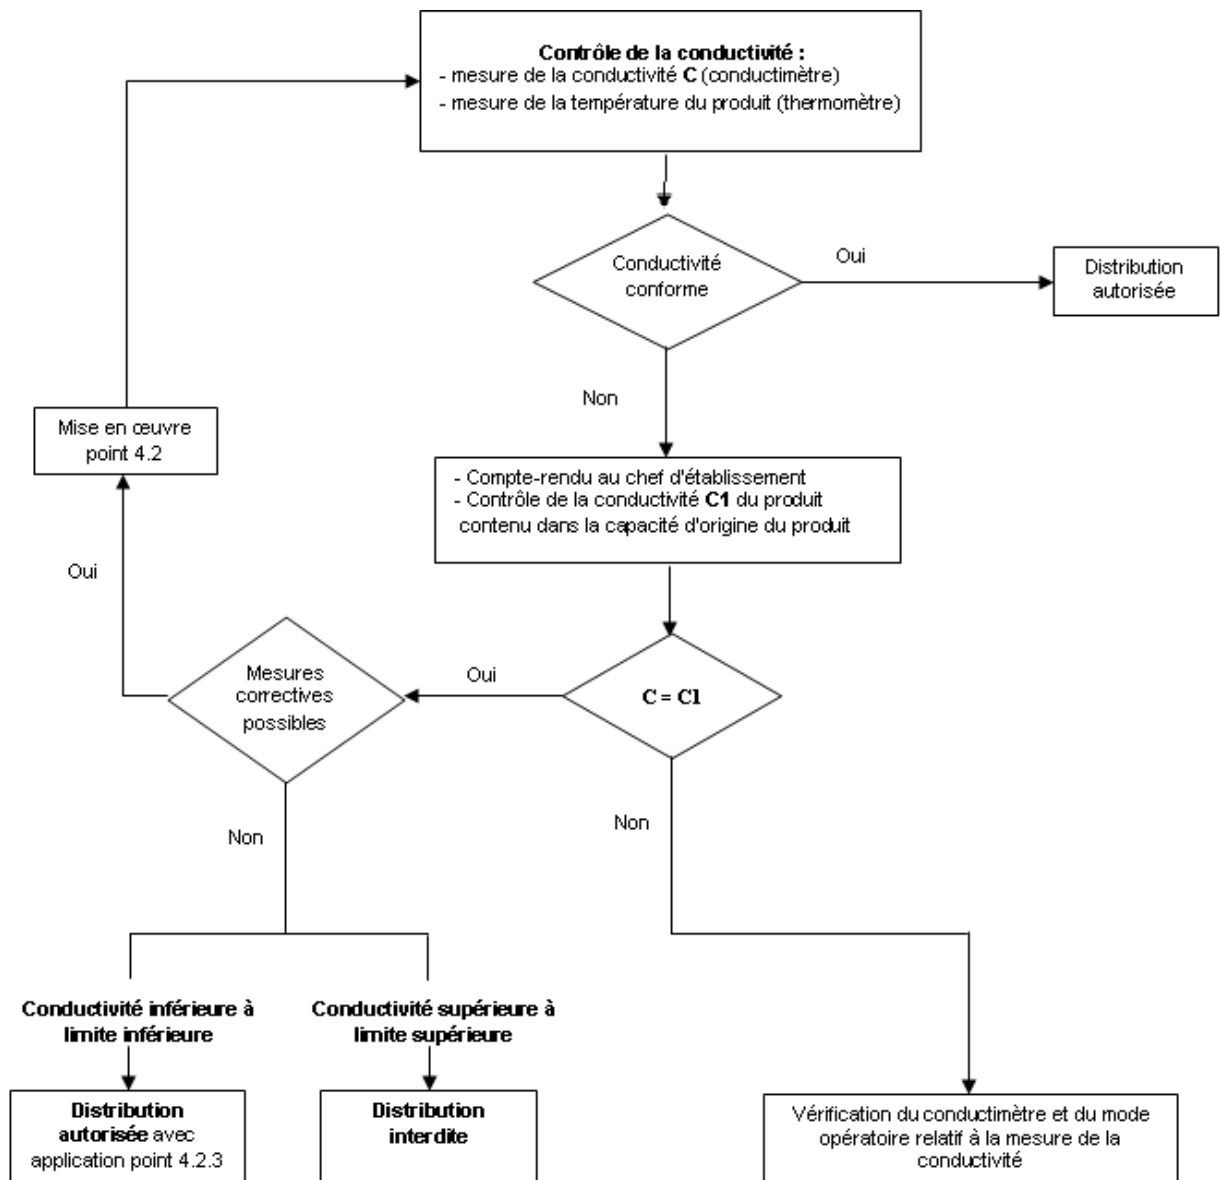 Contrôle de la conductivité :
- mesure de la conductivité C (conductimètre)
- mesure de la température du produit (thermomètre)
Conductivité
conforme
Oui
Distribution
autorisée
Non
Mise en œuvre
point 4.2
- Compte-rendu au chef d'établissement
- Contrôle de la conductivité C1 du produit
contenu dans la capacité d'origine du produit
Oui
Mesures
correctives
possibles
Oui
C = C1
Non
Non
Conductivité inférieure à
limite inférieure
Conductivité supérieure à
limite supérieure
Distribution
autorisée avec
application point 4.2.3
Distribution
interdite
Vérification du conductimètre et du mode
opératoire relatif à la mesure de la
conductivité